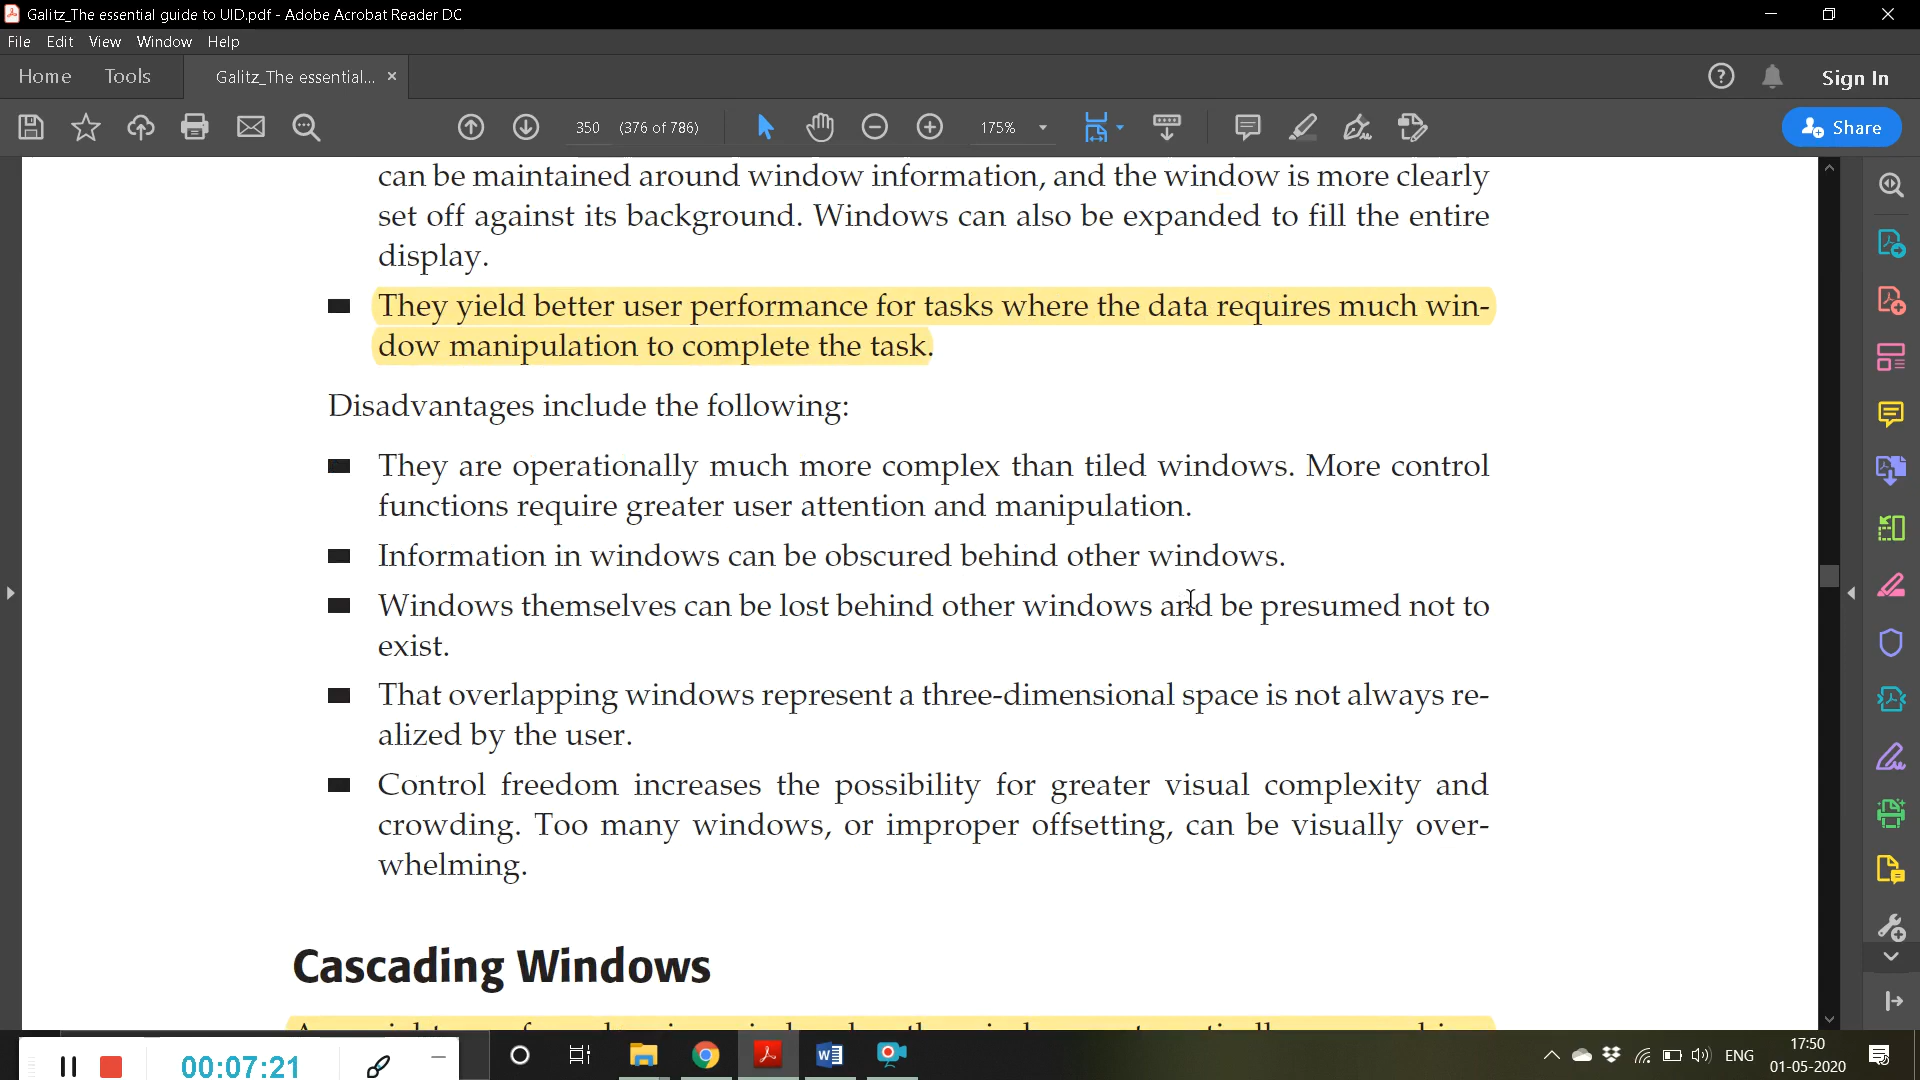 Galitz_The essential guide to UID.pdf - Adobe Acrobat Reader DC
File Edit View Window Help
Home Tools Galitz_The essential... × Sign In
350 (376 of 786) 175% Share
can be maintained around window information, and the window is more clearly
set off against its background. Windows can also be expanded to fill the entire
display.
They yield better user performance for tasks where the data requires much win-
dow manipulation to complete the task.
Disadvantages include the following:
They are operationally much more complex than tiled windows. More control
functions require greater user attention and manipulation.
Information in windows can be obscured behind other windows.
Windows themselves can be lost behind other windows and be presumed not to
exist.
That overlapping windows represent a three-dimensional space is not always re-
alized by the user.
Control freedom increases the possibility for greater visual complexity and
crowding. Too many windows, or improper offsetting, can be visually over-
whelming.
Cascading Windows
00:07:21
ENG
17:50
01-05-2020